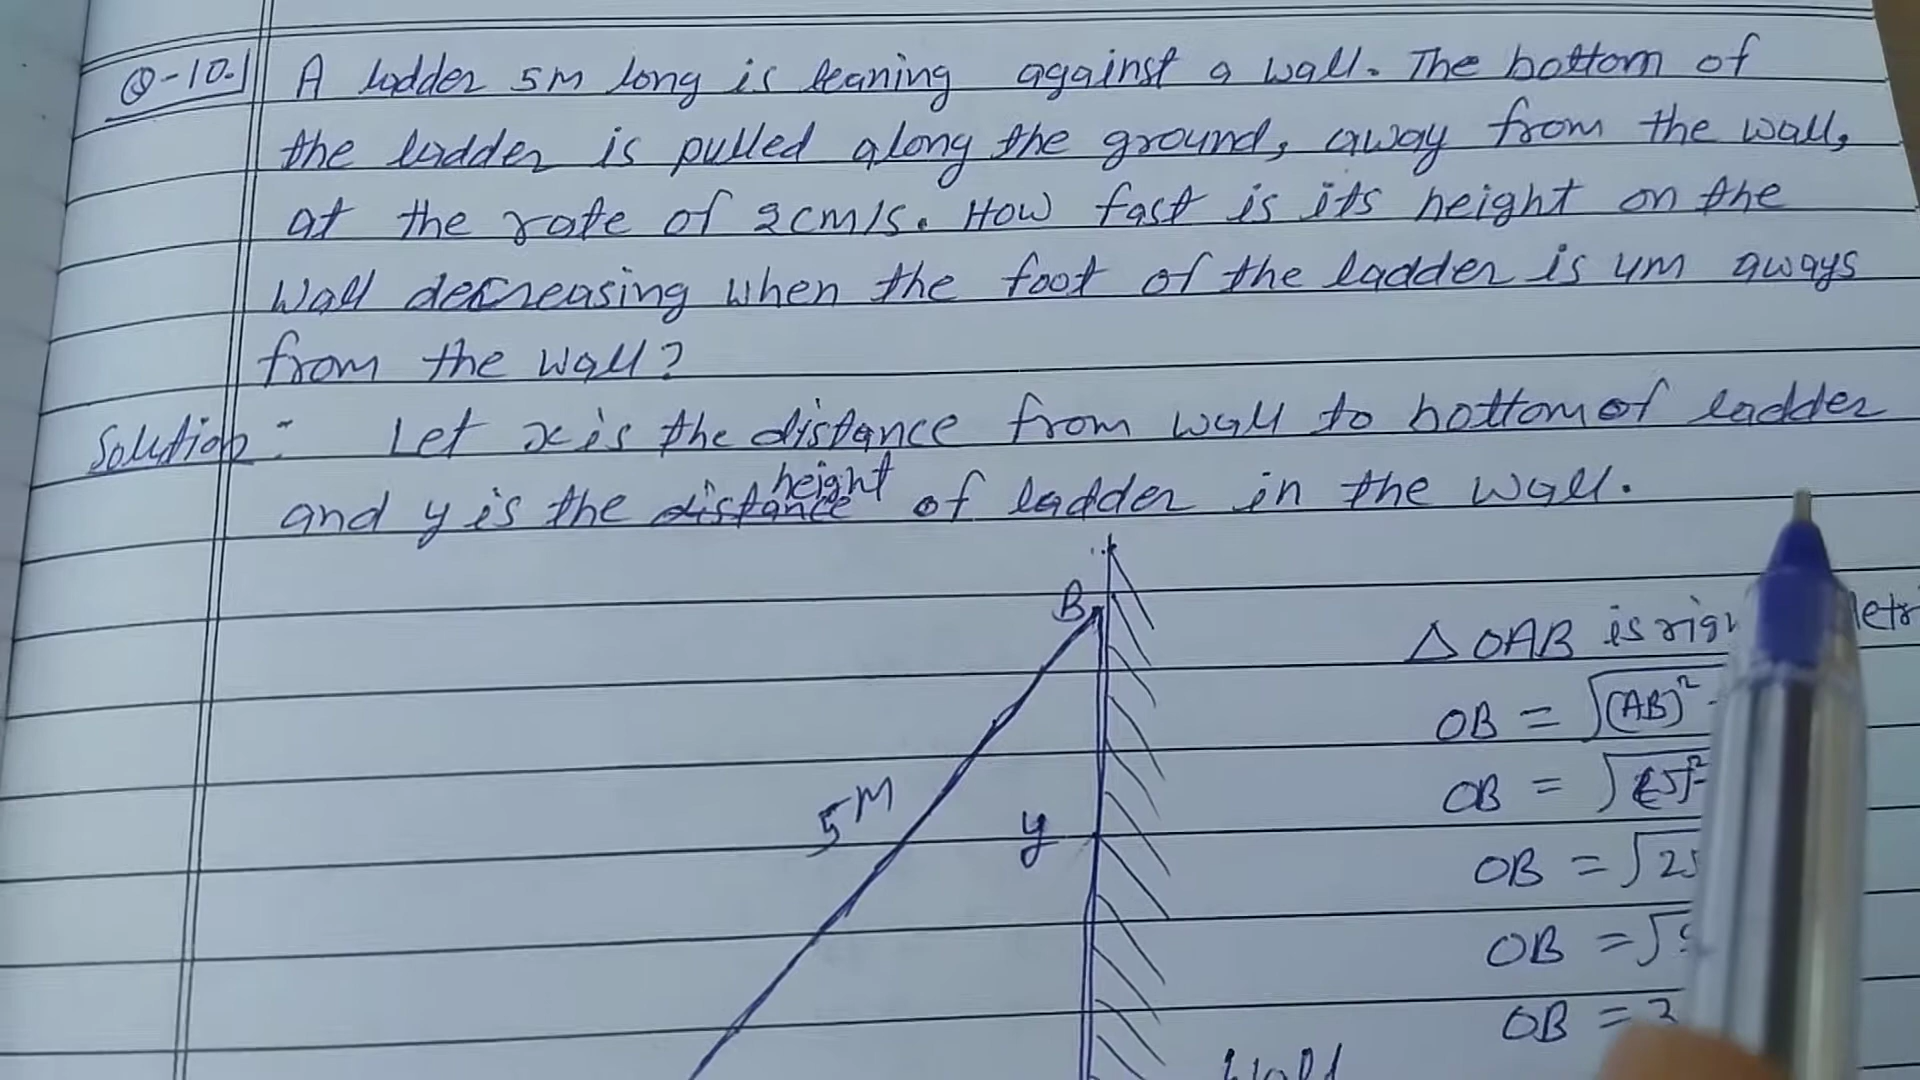 Q-10.
A ladder 5M long is leaning against a wall. The bottom of
the ladder is pulled along the ground, away from the wall,
at the rate of 2cm/s. How fast is its height on the
Wall decreasing when the foot of the ladder is 4M aways
from the wall?
Solution:- Let x is the distance from wall to bottom of ladder
and y is the distance height of ladder in the wall.
B
5M
y
Wall
△ OAB is
OB = √(AB)²
OB = √(5)²-
OB = √25
OB = √
OB = 3